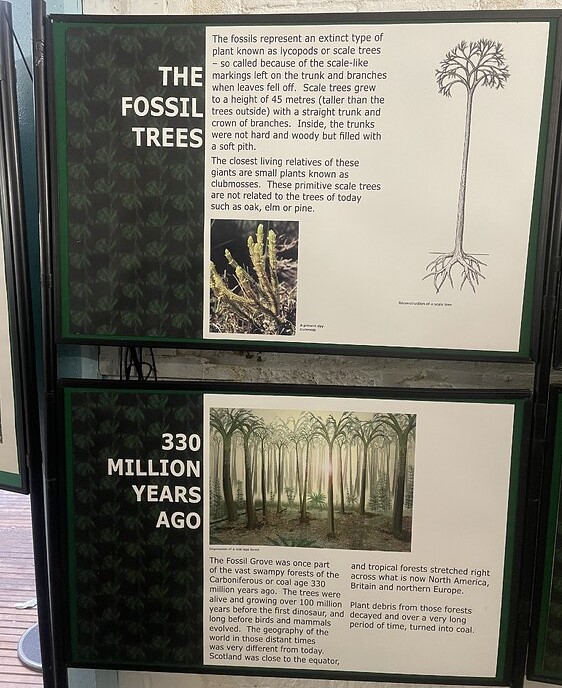 THE
FOSSIL
TREES
The fossils represent an extinct type of
plant known as lycopods or scale trees
– so called because of the scale-like
markings left on the trunk and branches
when leaves fell off. Scale trees grew
to a height of 45 metres (taller than the
trees outside) with a straight trunk and
crown of branches. Inside, the trunks
were not hard and woody but filled with
a soft pith.
The closest living relatives of these
giants are small plants known as
clubmosses. These primitive scale trees
are not related to the trees of today
such as oak, elm or pine.
A present day
clubmoss
Reconstruction of a scale tree
330
MILLION
YEARS
AGO
The Fossil Grove was once part
of the vast swampy forests of the
Carboniferous or coal age 330
million years ago. The trees were
alive and growing over 100 million
years before the first dinosaur, and
long before birds and mammals
evolved. The geography of the
world in those distant times
was very different from today.
Scotland was close to the equator,
and tropical forests stretched right
across what is now North America,
Britain and northern Europe.
Plant debris from those forests
decayed and over a very long
period of time, turned into coal.